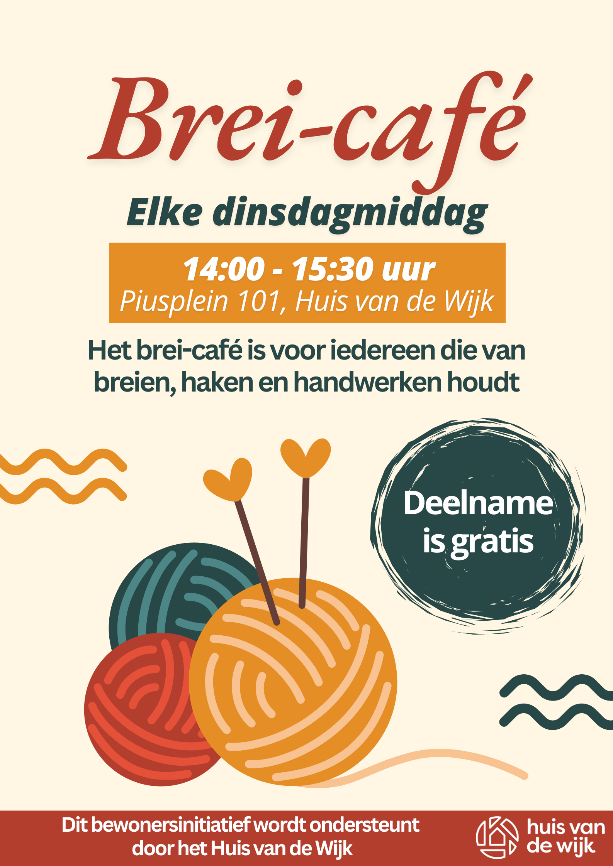 Brei-café
Elke dinsdagmiddag
14:00 - 15:30 uur
Piusplein 101, Huis van de Wijk
Het brei-café is voor iedereen die van
breien, haken en handwerken houdt
Deelname
is gratis
Dit bewonersinitiatief wordt ondersteunt
door het Huis van de Wijk
huis van
de wijk